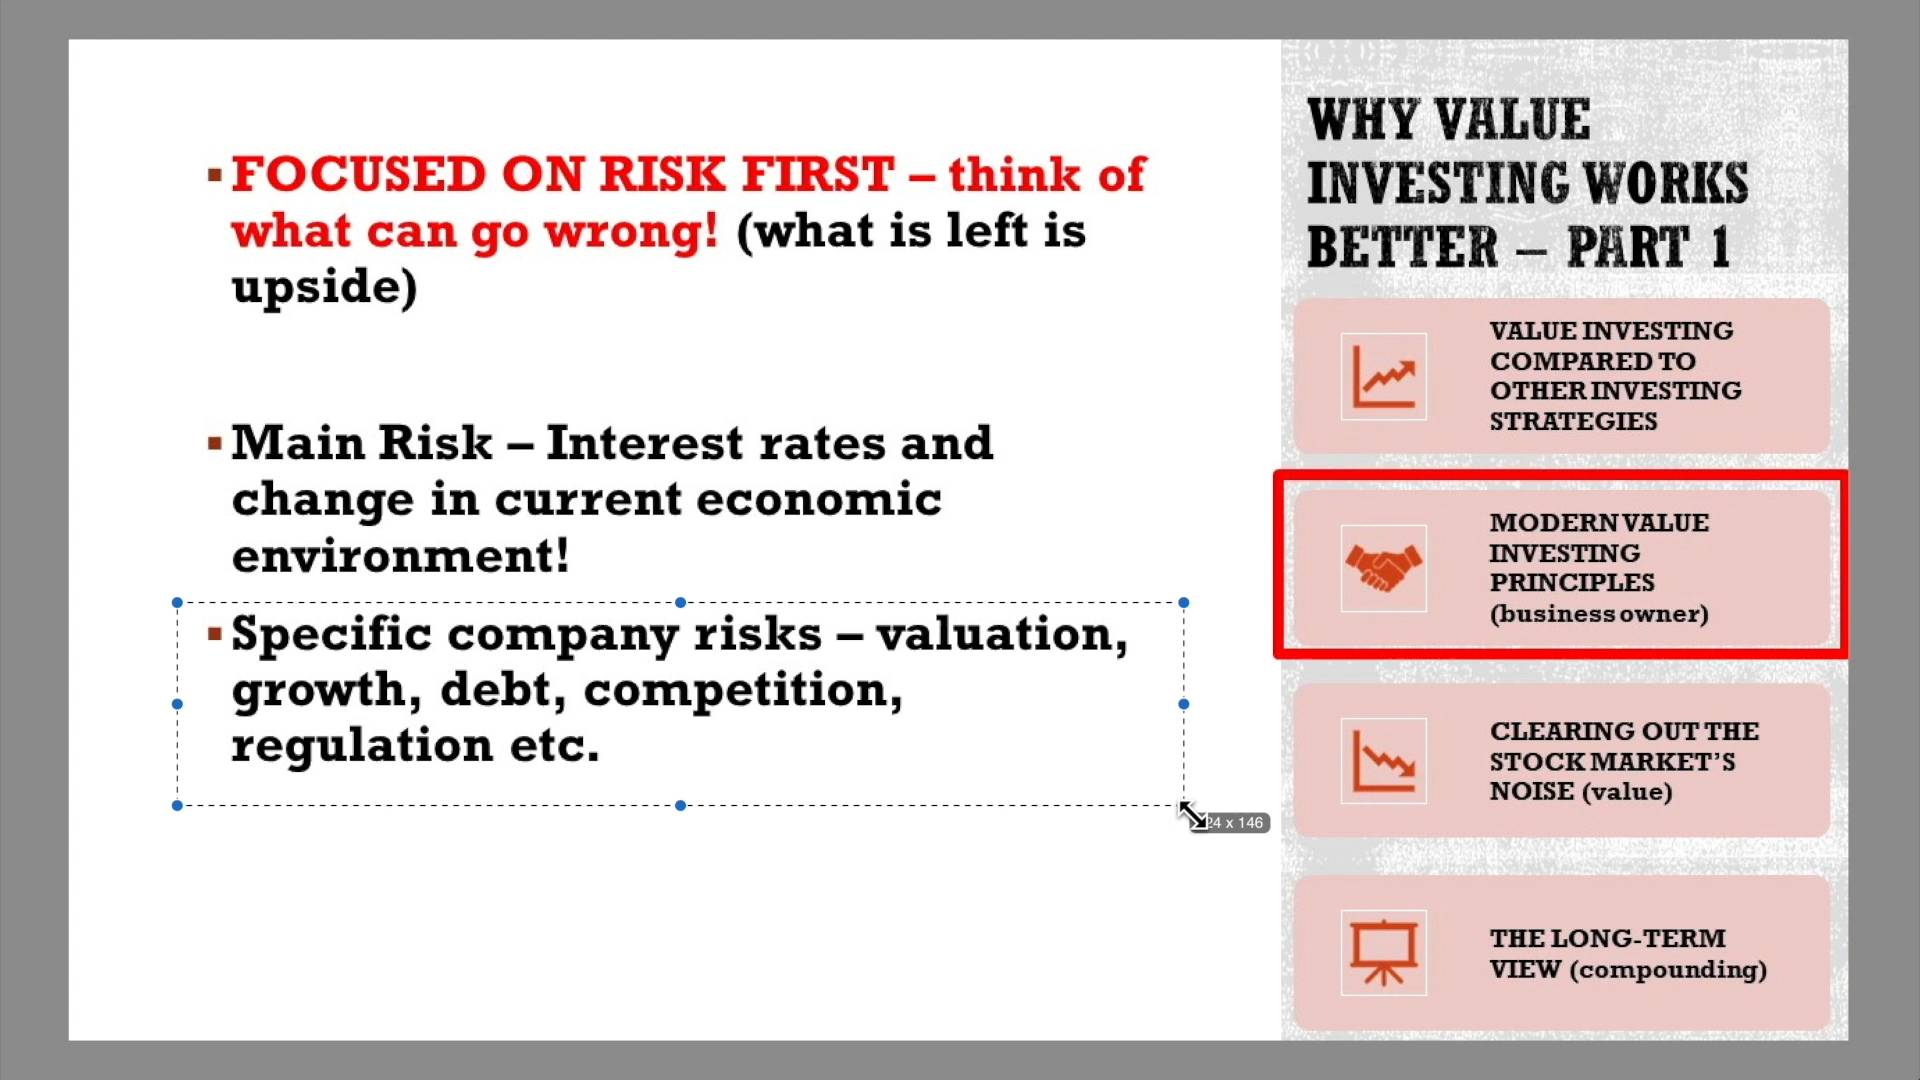 ▪FOCUSED ON RISK FIRST – think of
what can go wrong! (what is left is
upside)
▪Main Risk – Interest rates and
change in current economic
environment!
▪Specific company risks – valuation,
growth, debt, competition,
regulation etc.
x 146
WHY VALUE
INVESTING WORKS
BETTER – PART 1
VALUE INVESTING
COMPARED TO
OTHER INVESTING
STRATEGIES
MODERN VALUE
INVESTING
PRINCIPLES
(business owner)
CLEARING OUT THE
STOCK MARKET’S
NOISE (value)
THE LONG-TERM
VIEW (compounding)